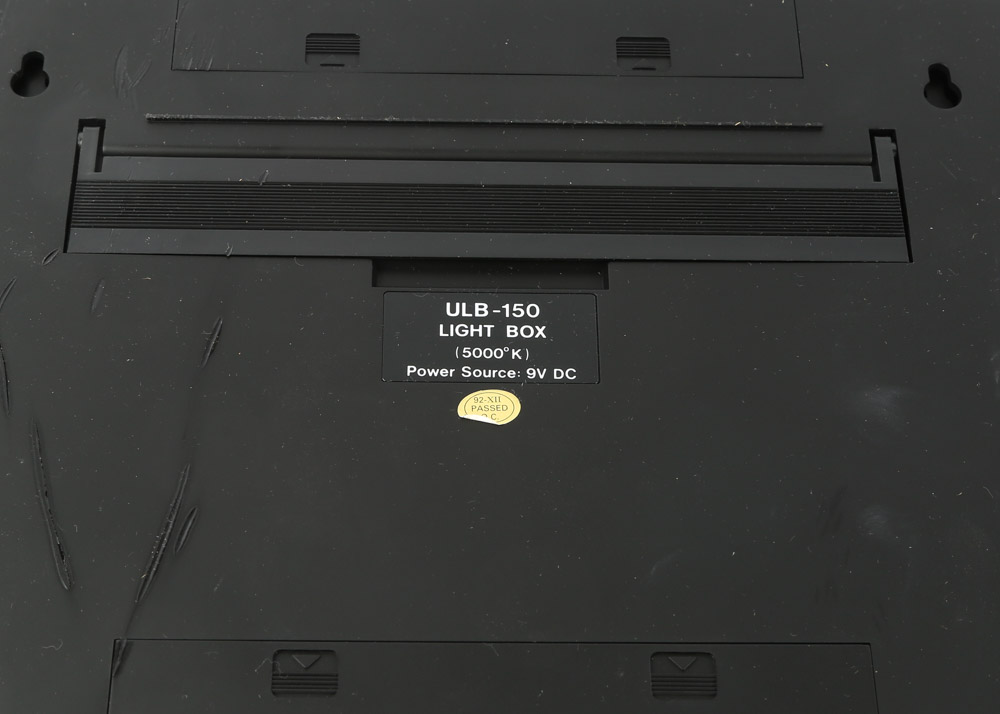 ULB-150
LIGHT BOX
(5000°K)
Power Source: 9V DC
92-XII
PASSED
Q.C.